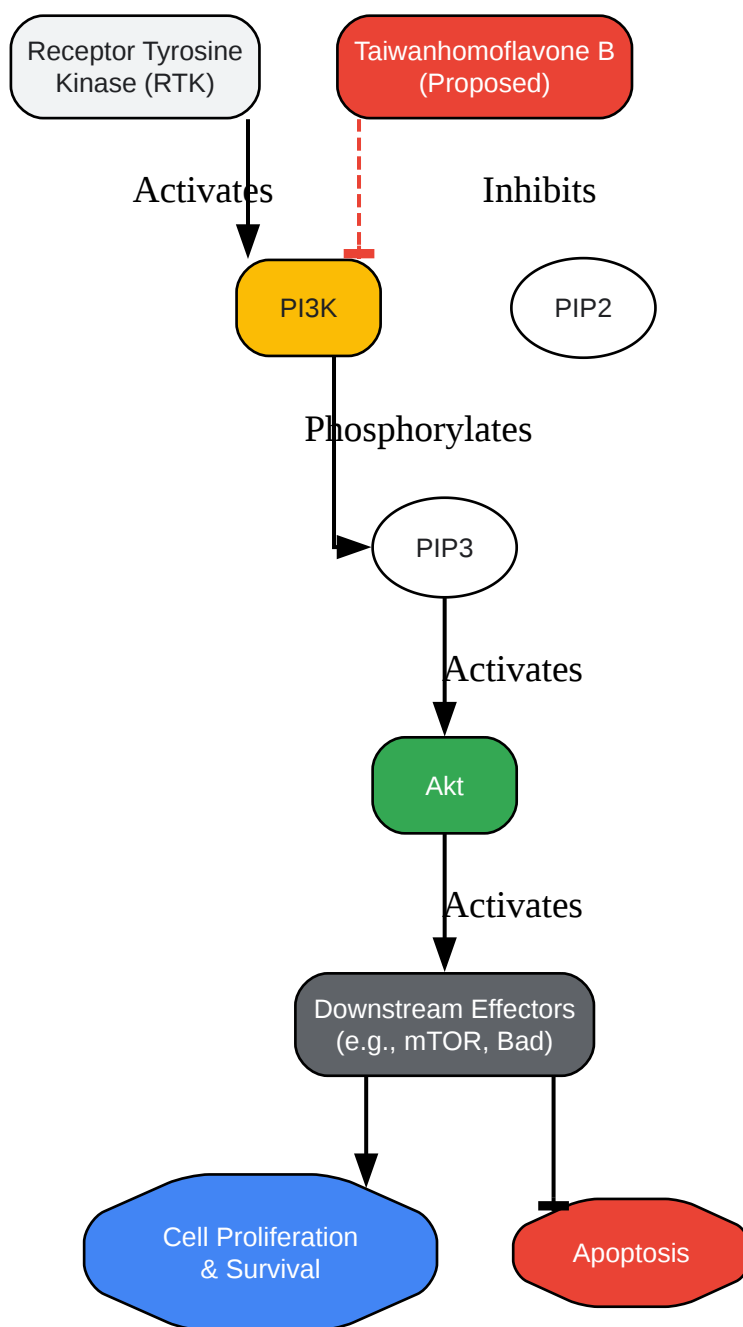 Receptor Tyrosine
Kinase (RTK)
Taiwanhomoflavone B
(Proposed)
Activates
Inhibits
PI3K
PIP2
Phosphorylates
PIP3
Activates
Akt
Activates
Downstream Effectors
(e.g., mTOR, Bad)
Cell Proliferation
& Survival
Apoptosis